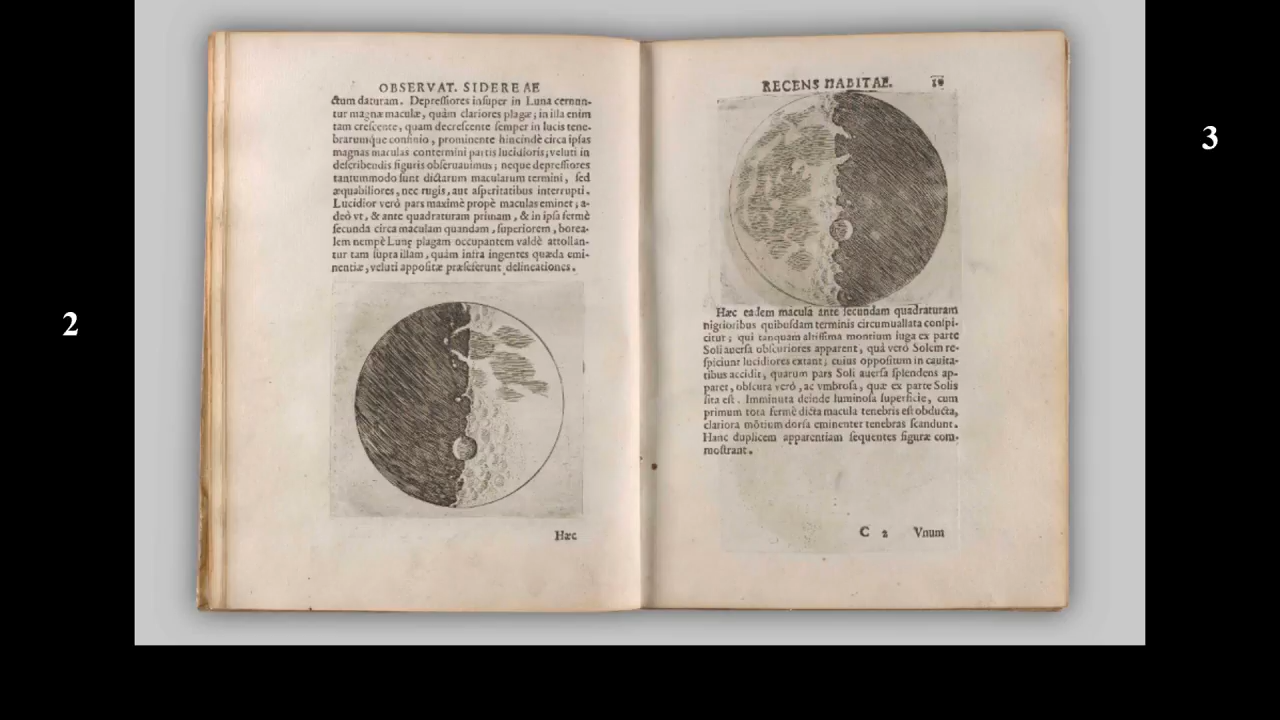 OBSERVAT. SIDEREAE
ctum daturam. Depreſſiores inſuper in Luna cernun-
tur magnæ maculæ, quàm clariores plagæ; in illa enim
tam creſcente, quam decreſcente ſemper in lucis tene-
brarumque confinio, prominente hincindè circa ipſas
magnas maculas contermini partis lucidioris; veluti in
deſcribendis figuris obſeruauimus; neque depreſſiores
tantummodo ſunt dictarum macularum termini, ſed
æquabiliores, nec rugis, aut aſperitatibus interrupti.
Lucidior verò pars maximè propè maculas eminet; a-
deò vt, & ante quadraturam primam, & in ipſa fermè
ſecunda circa maculam quandam, ſuperiorem, borea-
lem nempè Lunę plagam occupantem valdè attollan-
tur tam ſupra illam, quàm infra ingentes quæda emi-
nentiæ, veluti appoſitæ præſeferunt delineationes.
Hæc
2
RECENS HABITAE.
Hæc eadem macula ante ſecundam quadraturam
nigrioribus quibuſdam terminis circumuallata conſpi-
citur; qui tanquam altiſſima montium iuga ex parte
Soli auerſa obſcuriores apparent, quà verò Solem re-
ſpiciunt lucidiores extant; cuius oppoſitum in cauita-
tibus accidit, quarum pars Soli auerſa ſplendens ap-
paret, obſcura verò, ac vmbroſa, quæ ex parte Solis
ſita eſt. Imminuta deinde luminoſa ſuperficie, cum
primum tota fermè dicta macula tenebris eſt obducta,
clariora mõtium dorſa eminenter tenebras ſcandunt.
Hanc duplicem apparentiam ſequentes figuræ com-
moſtrant.
C 2 Vnum
3